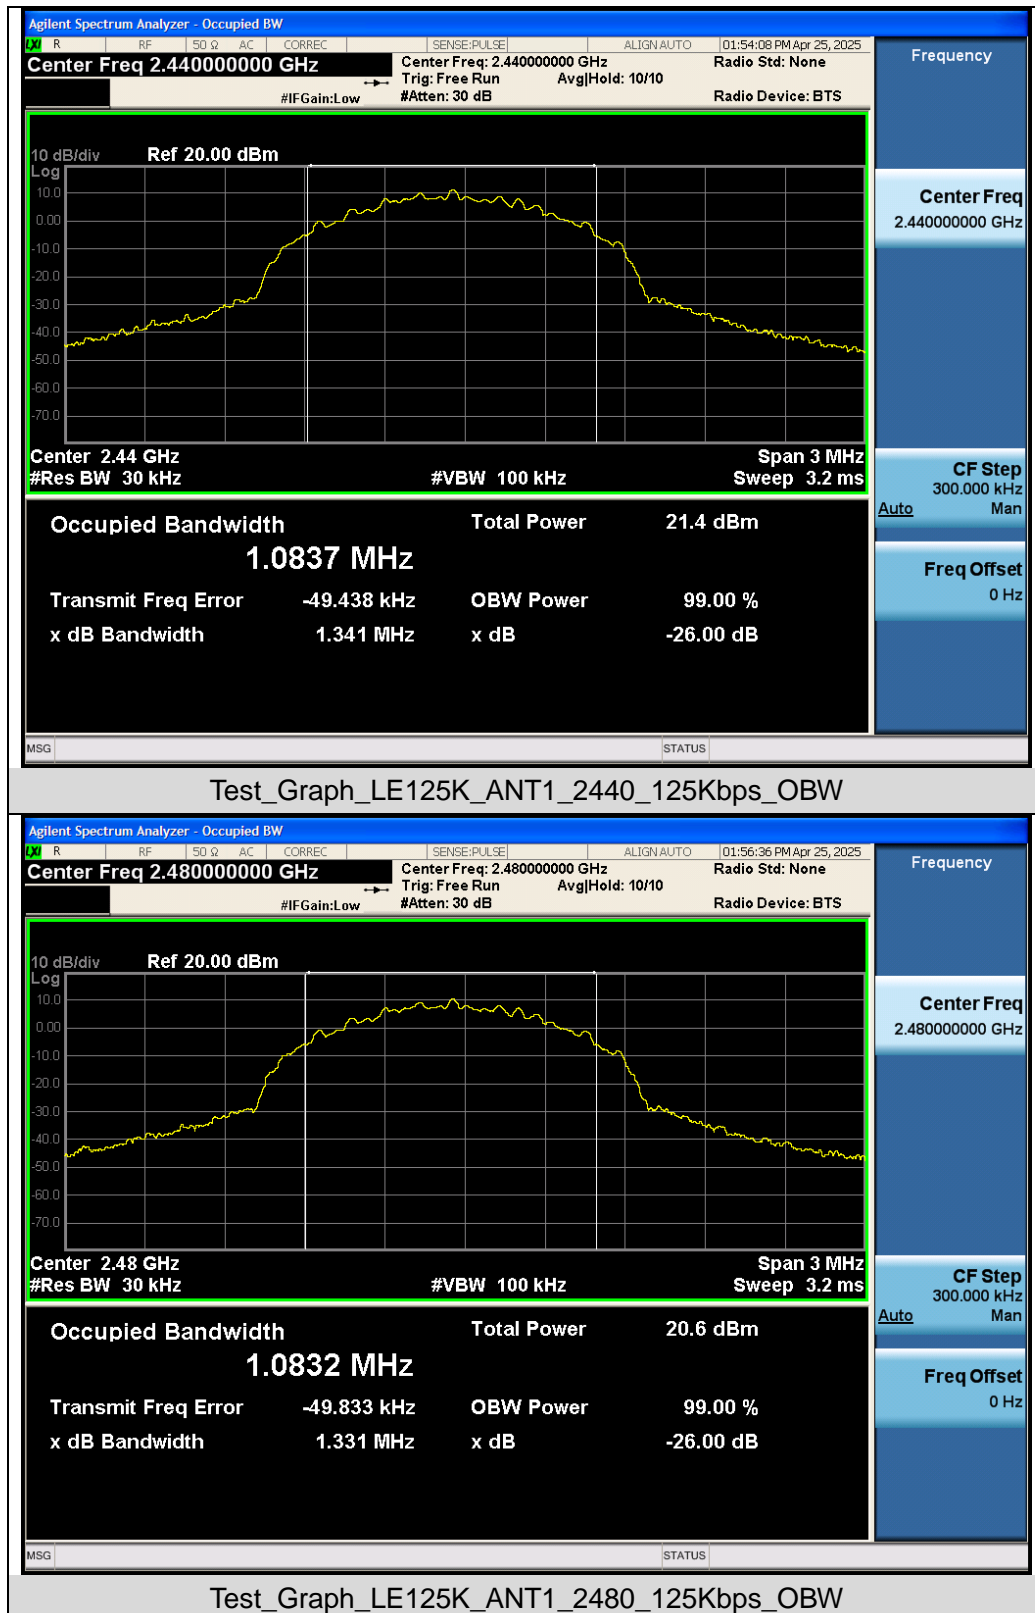 Agilent Spectrum Analyzer - Occupied BW
LXI R RF 50 Ω AC CORREC SENSE:PULSE ALIGN AUTO 01:54:08 PM Apr 25, 2025
Center Freq 2.440000000 GHz
Center Freq: 2.440000000 GHz
Radio Std: None
Trig: Free Run Avg|Hold: 10/10
#IFGain:Low #Atten: 30 dB Radio Device: BTS
Frequency
10 dB/div Ref 20.00 dBm
Log
10.0
0.00
-10.0
-20.0
-30.0
-40.0
-50.0
-60.0
-70.0
Center 2.44 GHz Span 3 MHz
#Res BW 30 kHz #VBW 100 kHz Sweep 3.2 ms
Center Freq
2.440000000 GHz
CF Step
300.000 kHz
Auto Man
Freq Offset
0 Hz
Occupied Bandwidth Total Power 21.4 dBm
1.0837 MHz
Transmit Freq Error -49.438 kHz OBW Power 99.00 %
x dB Bandwidth 1.341 MHz x dB -26.00 dB
MSG STATUS
Test_Graph_LE125K_ANT1_2440_125Kbps_OBW
Agilent Spectrum Analyzer - Occupied BW
LXI R RF 50 Ω AC CORREC SENSE:PULSE ALIGN AUTO 01:56:36 PM Apr 25, 2025
Center Freq 2.480000000 GHz
Center Freq: 2.480000000 GHz
Radio Std: None
Trig: Free Run Avg|Hold: 10/10
#IFGain:Low #Atten: 30 dB Radio Device: BTS
Frequency
10 dB/div Ref 20.00 dBm
Log
10.0
0.00
-10.0
-20.0
-30.0
-40.0
-50.0
-60.0
-70.0
Center 2.48 GHz Span 3 MHz
#Res BW 30 kHz #VBW 100 kHz Sweep 3.2 ms
Center Freq
2.480000000 GHz
CF Step
300.000 kHz
Auto Man
Freq Offset
0 Hz
Occupied Bandwidth Total Power 20.6 dBm
1.0832 MHz
Transmit Freq Error -49.833 kHz OBW Power 99.00 %
x dB Bandwidth 1.331 MHz x dB -26.00 dB
MSG STATUS
Test_Graph_LE125K_ANT1_2480_125Kbps_OBW